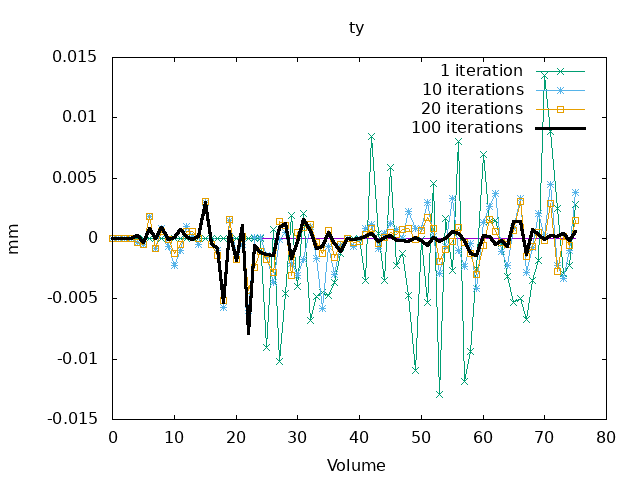 ty
0.015
0.01
0.005
0
-0.005
-0.01
-0.015
mm
1 iteration
10 iterations
20 iterations
100 iterations
0 10 20 30 40 50 60 70 80
Volume